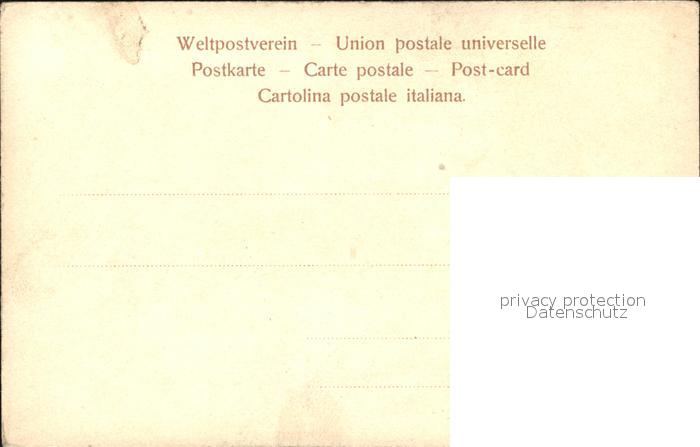 Weltpostverein – Union postale universelle
Postkarte – Carte postale – Post-card
Cartolina postale italiana.
privacy protection
Datenschutz